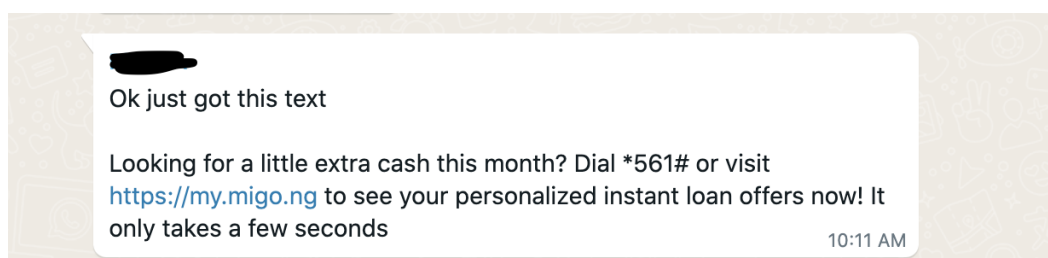 Ok just got this text
Looking for a little extra cash this month? Dial *561# or visit
https://my.migo.ng to see your personalized instant loan offers now! It
only takes a few seconds
10:11 AM